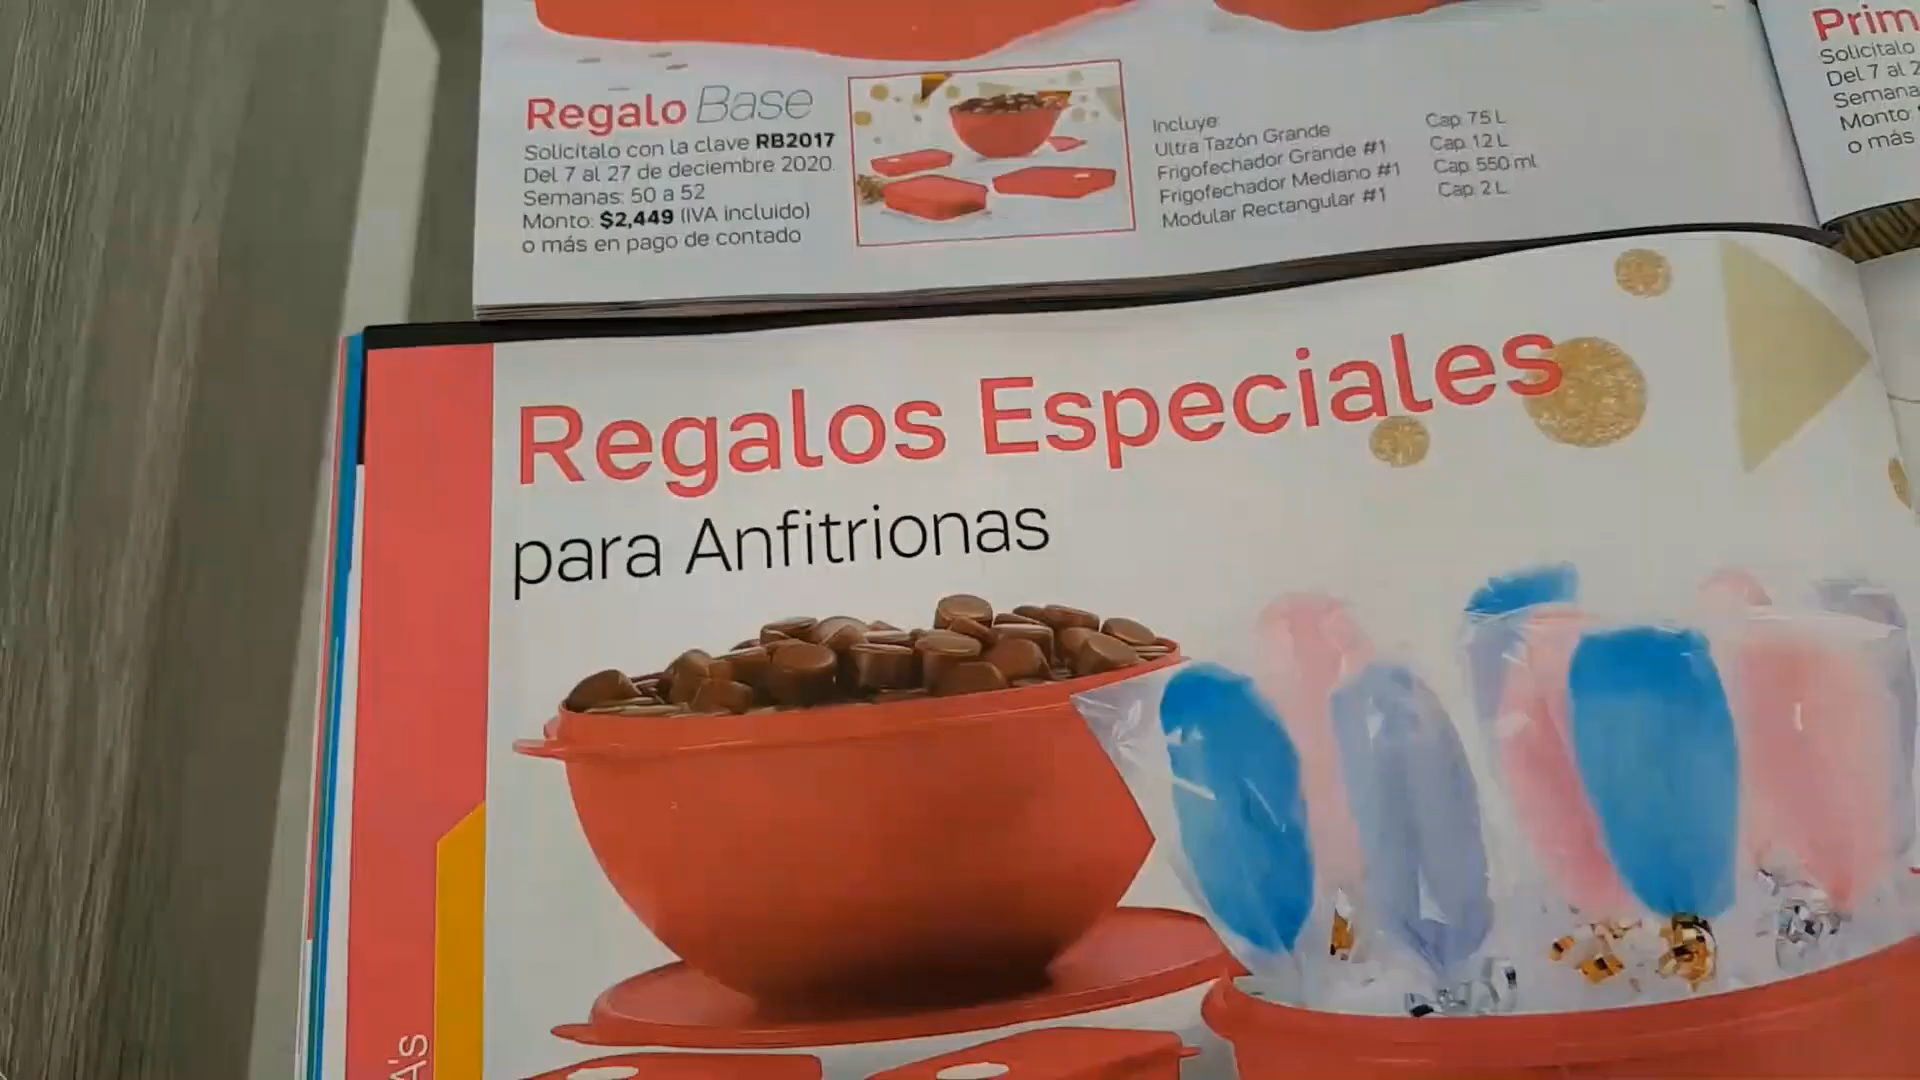 Regalo Base
Solicítalo con la clave RB2017
Del 7 al 27 de deciembre 2020.
Semanas: 50 a 52
Monto: $2,449 (IVA incluido)
o más en pago de contado
Incluye:
Ultra Tazón Grande Cap. 7.5 L
Frigofechador Grande #1 Cap. 1.2 L
Frigofechador Mediano #1 Cap. 550 ml
Modular Rectangular #1 Cap. 2 L
Prim
Solicítalo
Del 7 al 2
Semana
Monto:
o más
Regalos Especiales
para Anfitrionas
A's